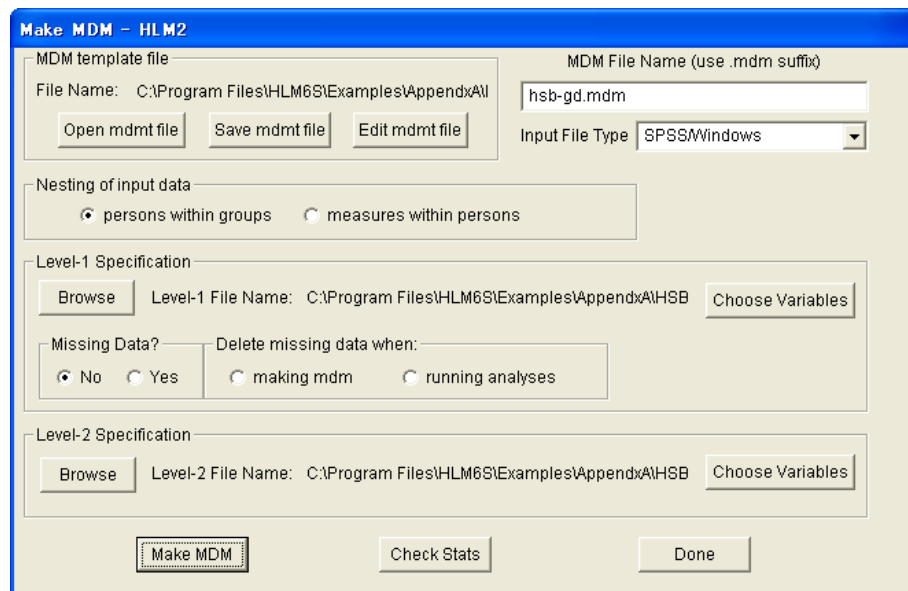 Make MDM - HLM2
MDM template file
File Name: C:\Program Files\HLM6S\Examples\AppendxA\
Open mdmt file Save mdmt file Edit mdmt file
MDM File Name (use .mdm suffix)
hsb-gd.mdm
Input File Type SPSS/Windows
Nesting of input data
persons within groups measures within persons
Level-1 Specification
Browse Level-1 File Name: C:\Program Files\HLM6S\Examples\AppendxA\HSB Choose Variables
Missing Data? Delete missing data when:
No Yes making mdm running analyses
Level-2 Specification
Browse Level-2 File Name: C:\Program Files\HLM6S\Examples\AppendxA\HSB Choose Variables
Make MDM Check Stats Done